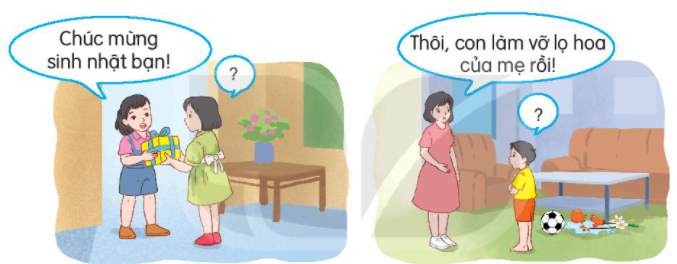 Chúc mừng
sinh nhật bạn!
?
Thôi, con làm vỡ lọ hoa
của mẹ rồi!
?